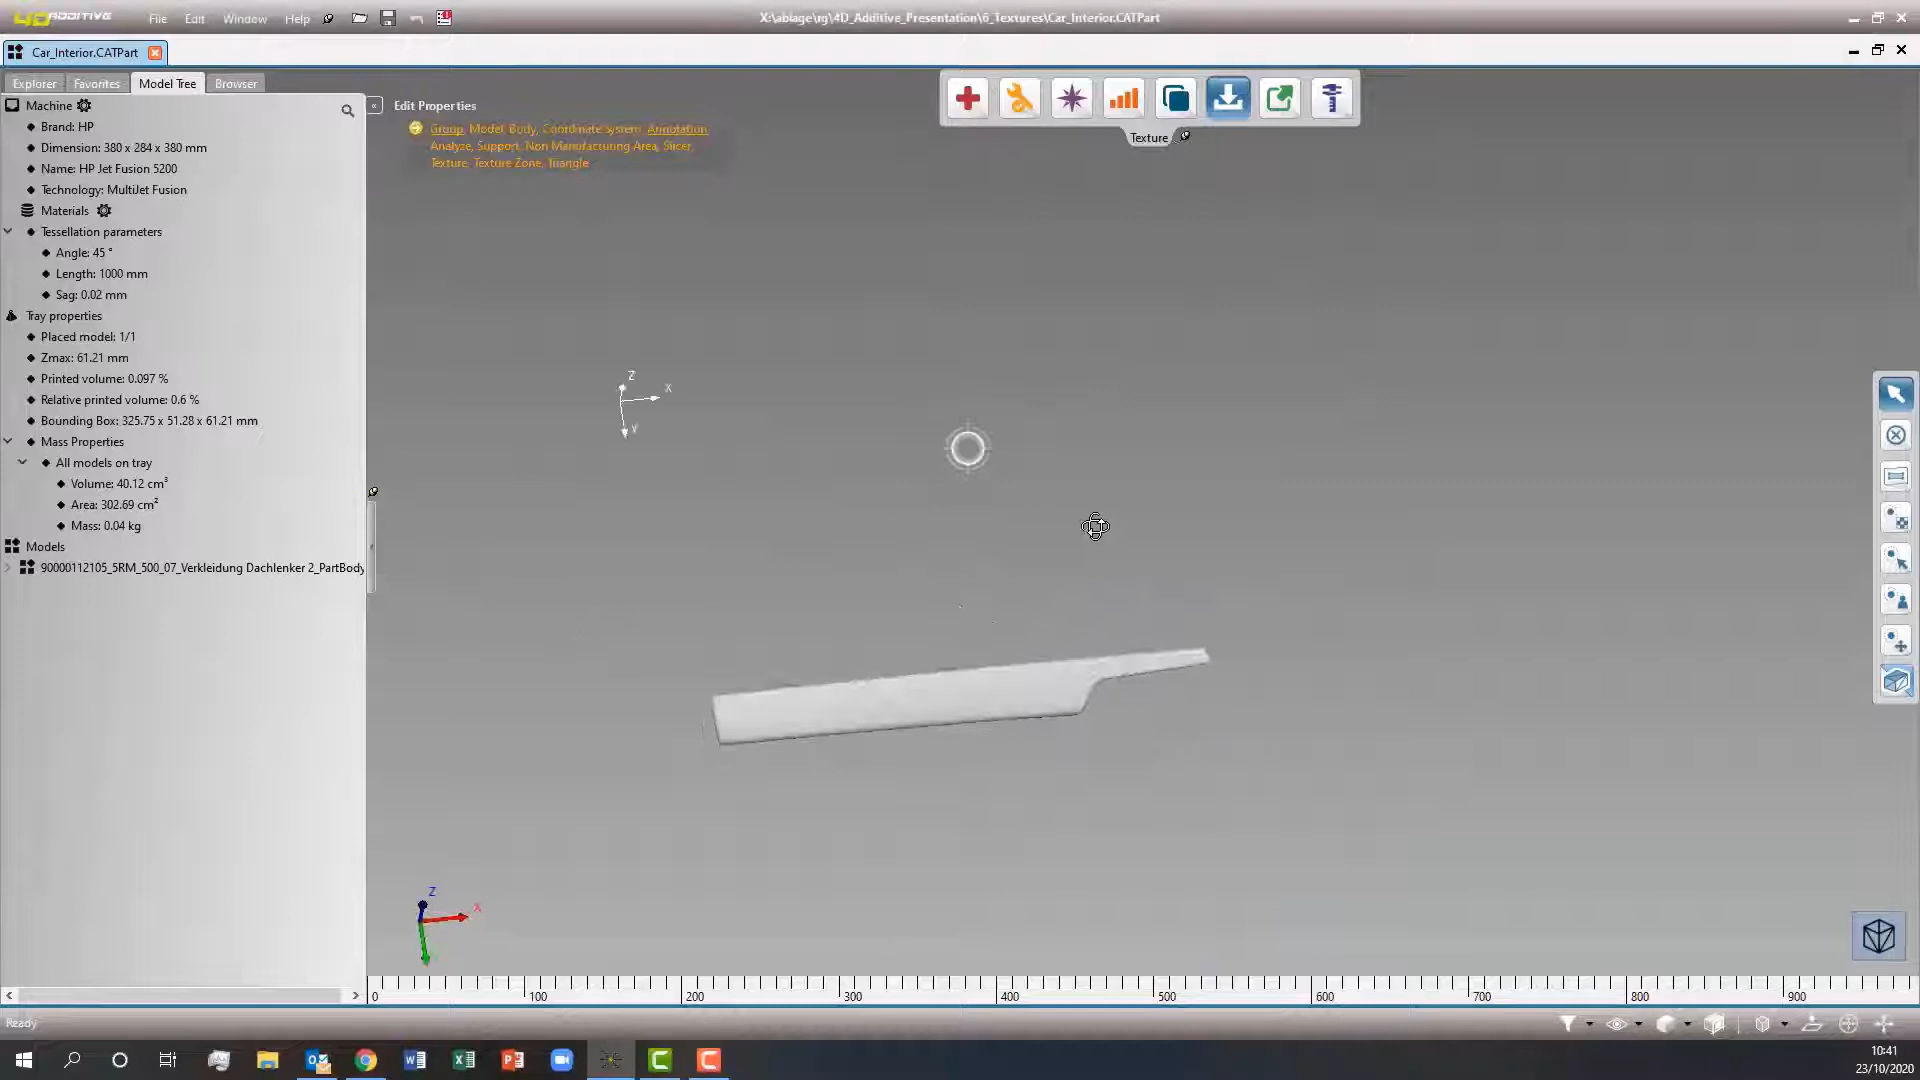 4D ADDITIVE
File Edit Window Help
X:\abiage\rg\4D_Additive_Presentation\6_Textures\Car_Interior.CATPart
Car_Interior.CATPart
Explorer Favorites Model Tree Browser
Machine
Brand: HP
Dimension: 380 x 284 x 380 mm
Name: HP Jet Fusion 5200
Technology: MultiJet Fusion
Materials
Tessellation parameters
Angle: 45 °
Length: 1000 mm
Sag: 0.02 mm
Tray properties
Placed model: 1/1
Zmax: 61.21 mm
Printed volume: 0.097 %
Relative printed volume: 0.6 %
Bounding Box: 325.75 x 51.28 x 61.21 mm
Mass Properties
All models on tray
Volume: 40.12 cm³
Area: 302.69 cm²
Mass: 0.04 kg
Models
90000112105_5RM_500_07_Verkleidung Dachlenker 2_PartBody
Edit Properties
Group, Model, Body, Coordinate system, Annotation
Analyze, Support, Non Manufacturing Area, Slicer,
Texture, Texture Zone, Triangle
Texture
Z
X
Y
Z
X
0 100 200 300 400 500 600 700 800 900
Ready
10:41
23/10/2020